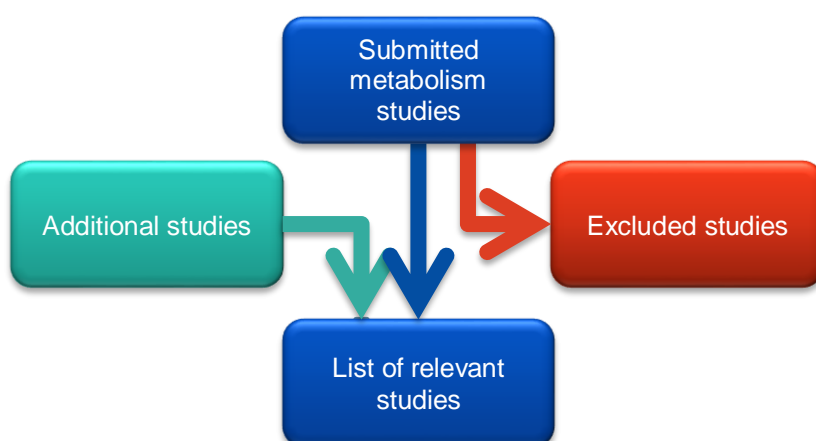 Submitted
metabolism
studies
Additional studies
Excluded studies
List of relevant
studies